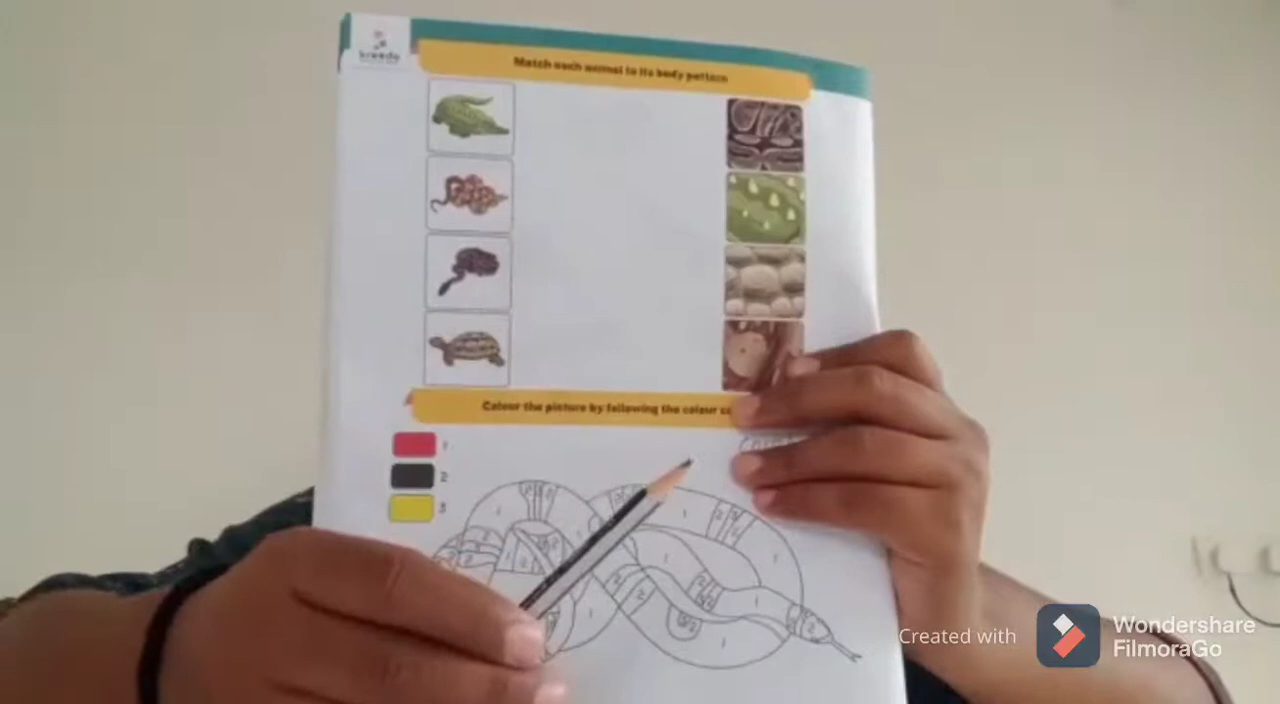 Match each animal to its body pattern
Colour the picture by following the colour
1
2
3
Created with
Wondershare
FilmoraGo